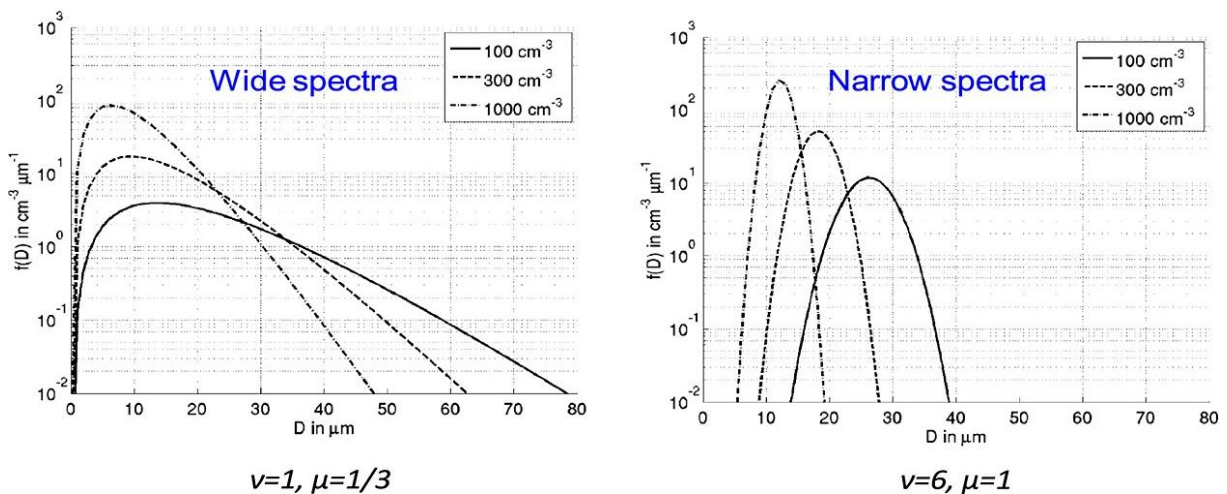 Wide spectra
100 cm⁻³
300 cm⁻³
1000 cm⁻³
f(D) in cm⁻³ μm⁻¹
10³
10²
10¹
10⁰
10⁻¹
10⁻²
0 10 20 30 40 50 60 70 80
D in μm
ν=1, μ=1/3
Narrow spectra
100 cm⁻³
300 cm⁻³
1000 cm⁻³
f(D) in cm⁻³ μm⁻¹
10³
10²
10¹
10⁰
10⁻¹
10⁻²
0 10 20 30 40 50 60 70 80
D in μm
ν=6, μ=1